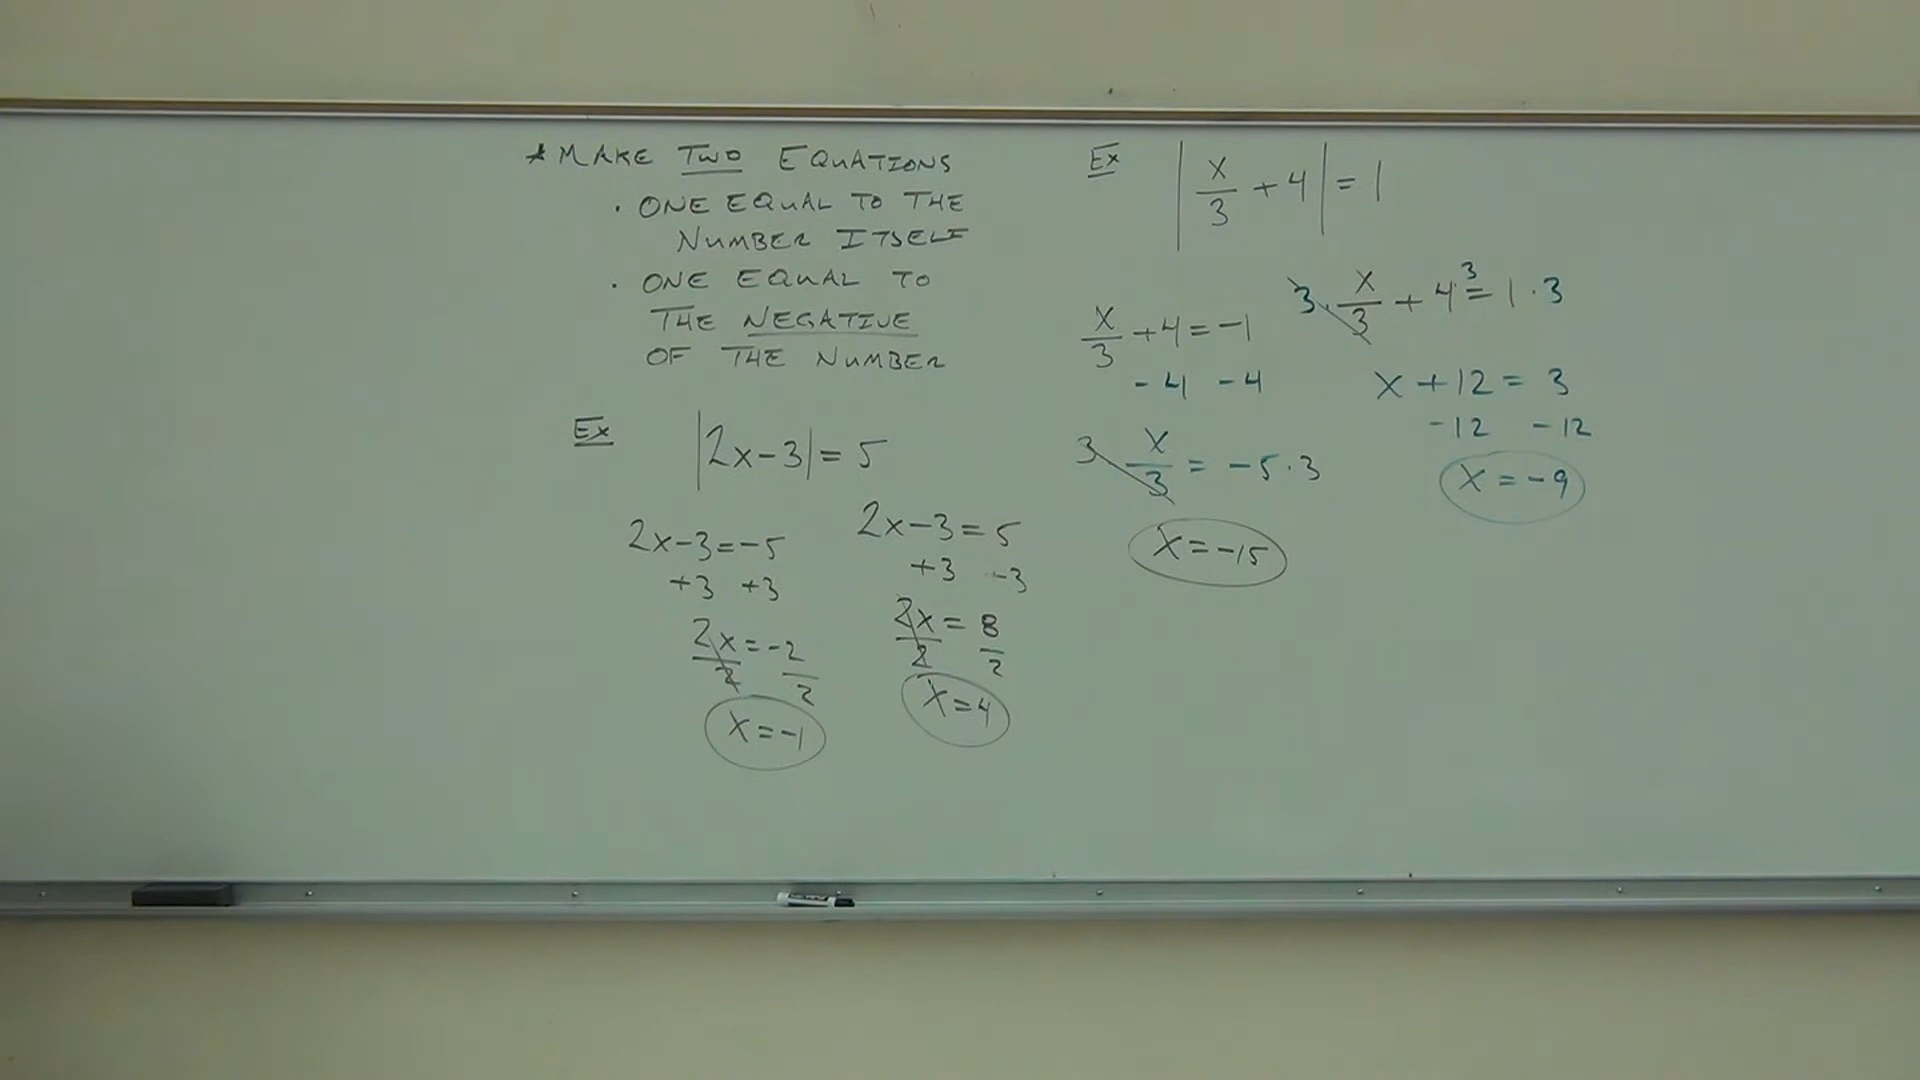 * MAKE TWO EQUATIONS
· ONE EQUAL TO THE
NUMBER ITSELF
· ONE EQUAL TO
THE NEGATIVE
OF THE NUMBER
Ex |2x-3| = 5
2x-3=-5
+3 +3
2x = -2
2 2
x = -1
2x-3=5
+3 -3
2x = 8
2 2
x = 4
Ex |x/3 + 4| = 1
x/3 + 4 = -1
-4 -4
3 x/3 = -5·3
x = -15
3· x/3 + 4 3 = 1·3
x + 12 = 3
-12 -12
x = -9